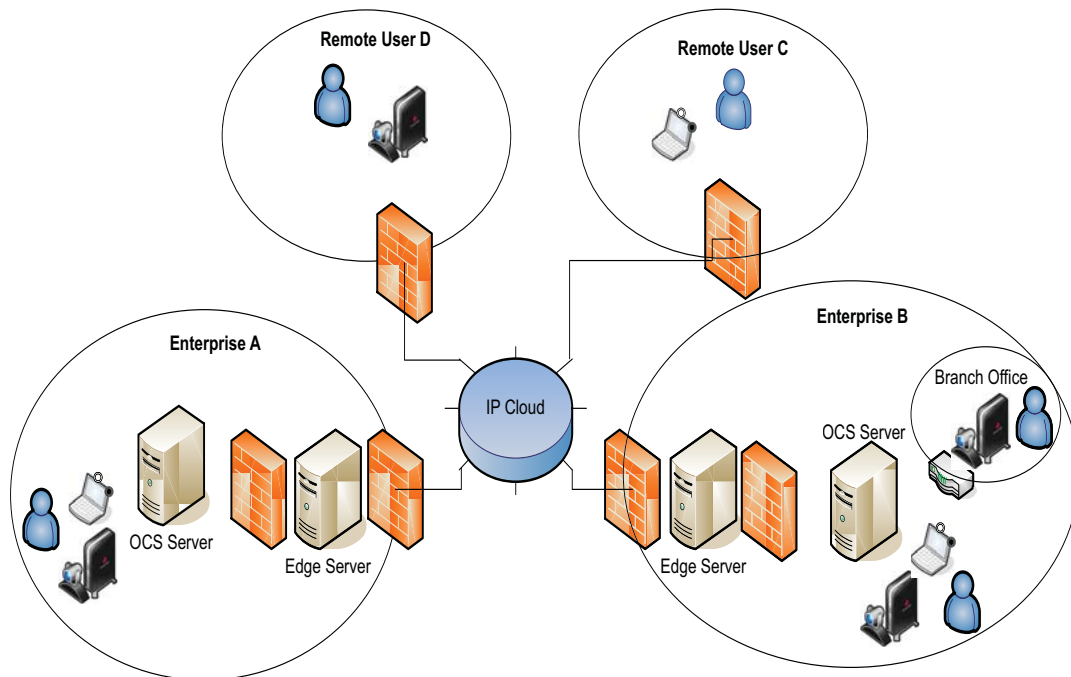 Remote User D
Remote User C
Enterprise A
Enterprise B
Branch Office
IP Cloud
OCS Server
OCS Server
Edge Server
Edge Server